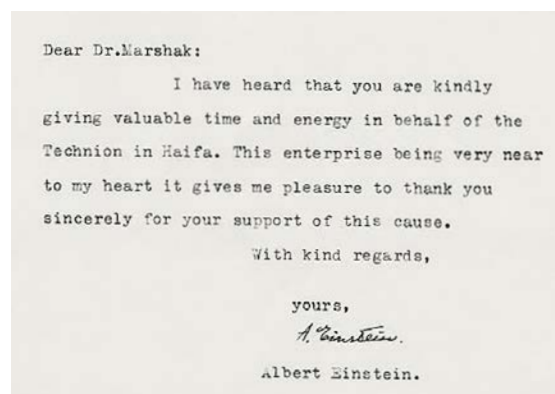 Dear Dr.Marshak:
I have heard that you are kindly
giving valuable time and energy in behalf of the
Technion in Haifa. This enterprise being very near
to my heart it gives me pleasure to thank you
sincerely for your support of this cause.
With kind regards,
yours,
A. Einstein.
Albert Einstein.